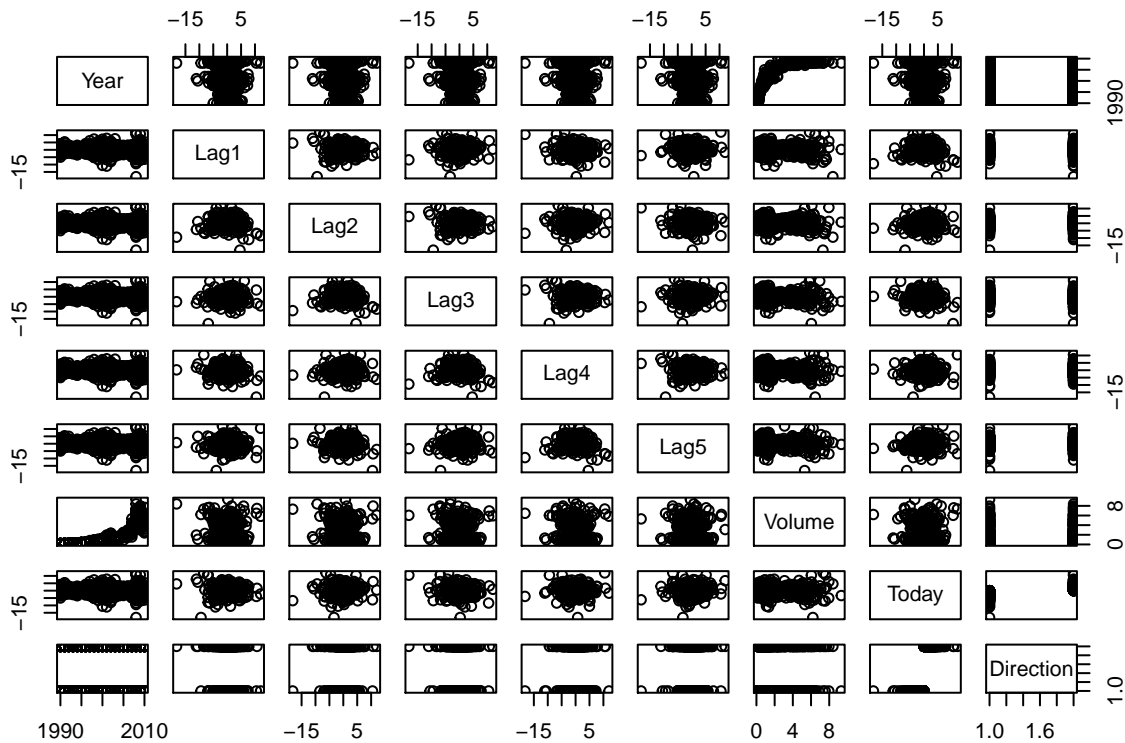 −15 5 −15 5 −15 5 −15 5
Year 1990
−15 Lag1
Lag2 −15
−15 Lag3
Lag4 −15
−15 Lag5
Volume 0 8
−15 Today
Direction 1.0
1990 2010 −15 5 −15 5 0 4 8 1.0 1.6